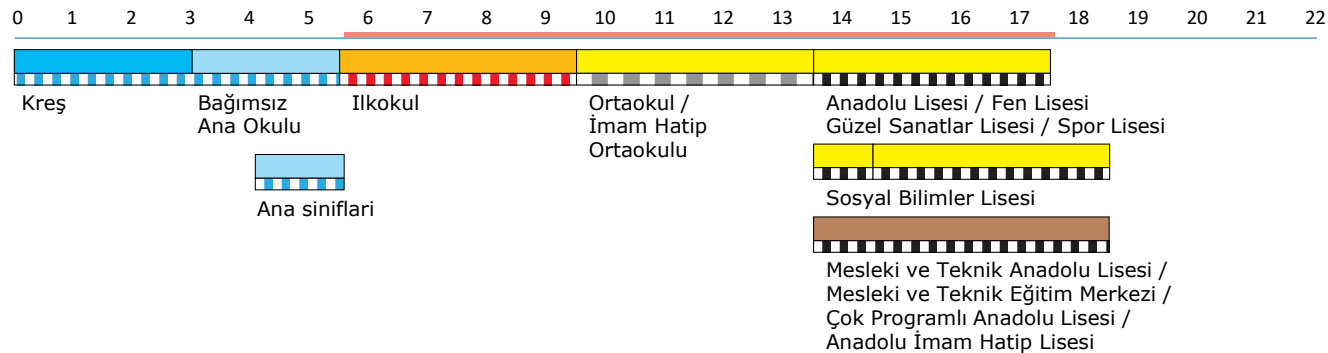 0 1 2 3 4 5 6 7 8 9 10 11 12 13 14 15 16 17 18 19 20 21 22
Kreş
Bağımsız
Ana Okulu
Ilkokul
Ortaokul /
İmam Hatip
Ortaokulu
Anadolu Lisesi / Fen Lisesi
Güzel Sanatlar Lisesi / Spor Lisesi
Ana siniflari
Sosyal Bilimler Lisesi
Mesleki ve Teknik Anadolu Lisesi /
Mesleki ve Teknik Eğitim Merkezi /
Çok Programlı Anadolu Lisesi /
Anadolu İmam Hatip Lisesi